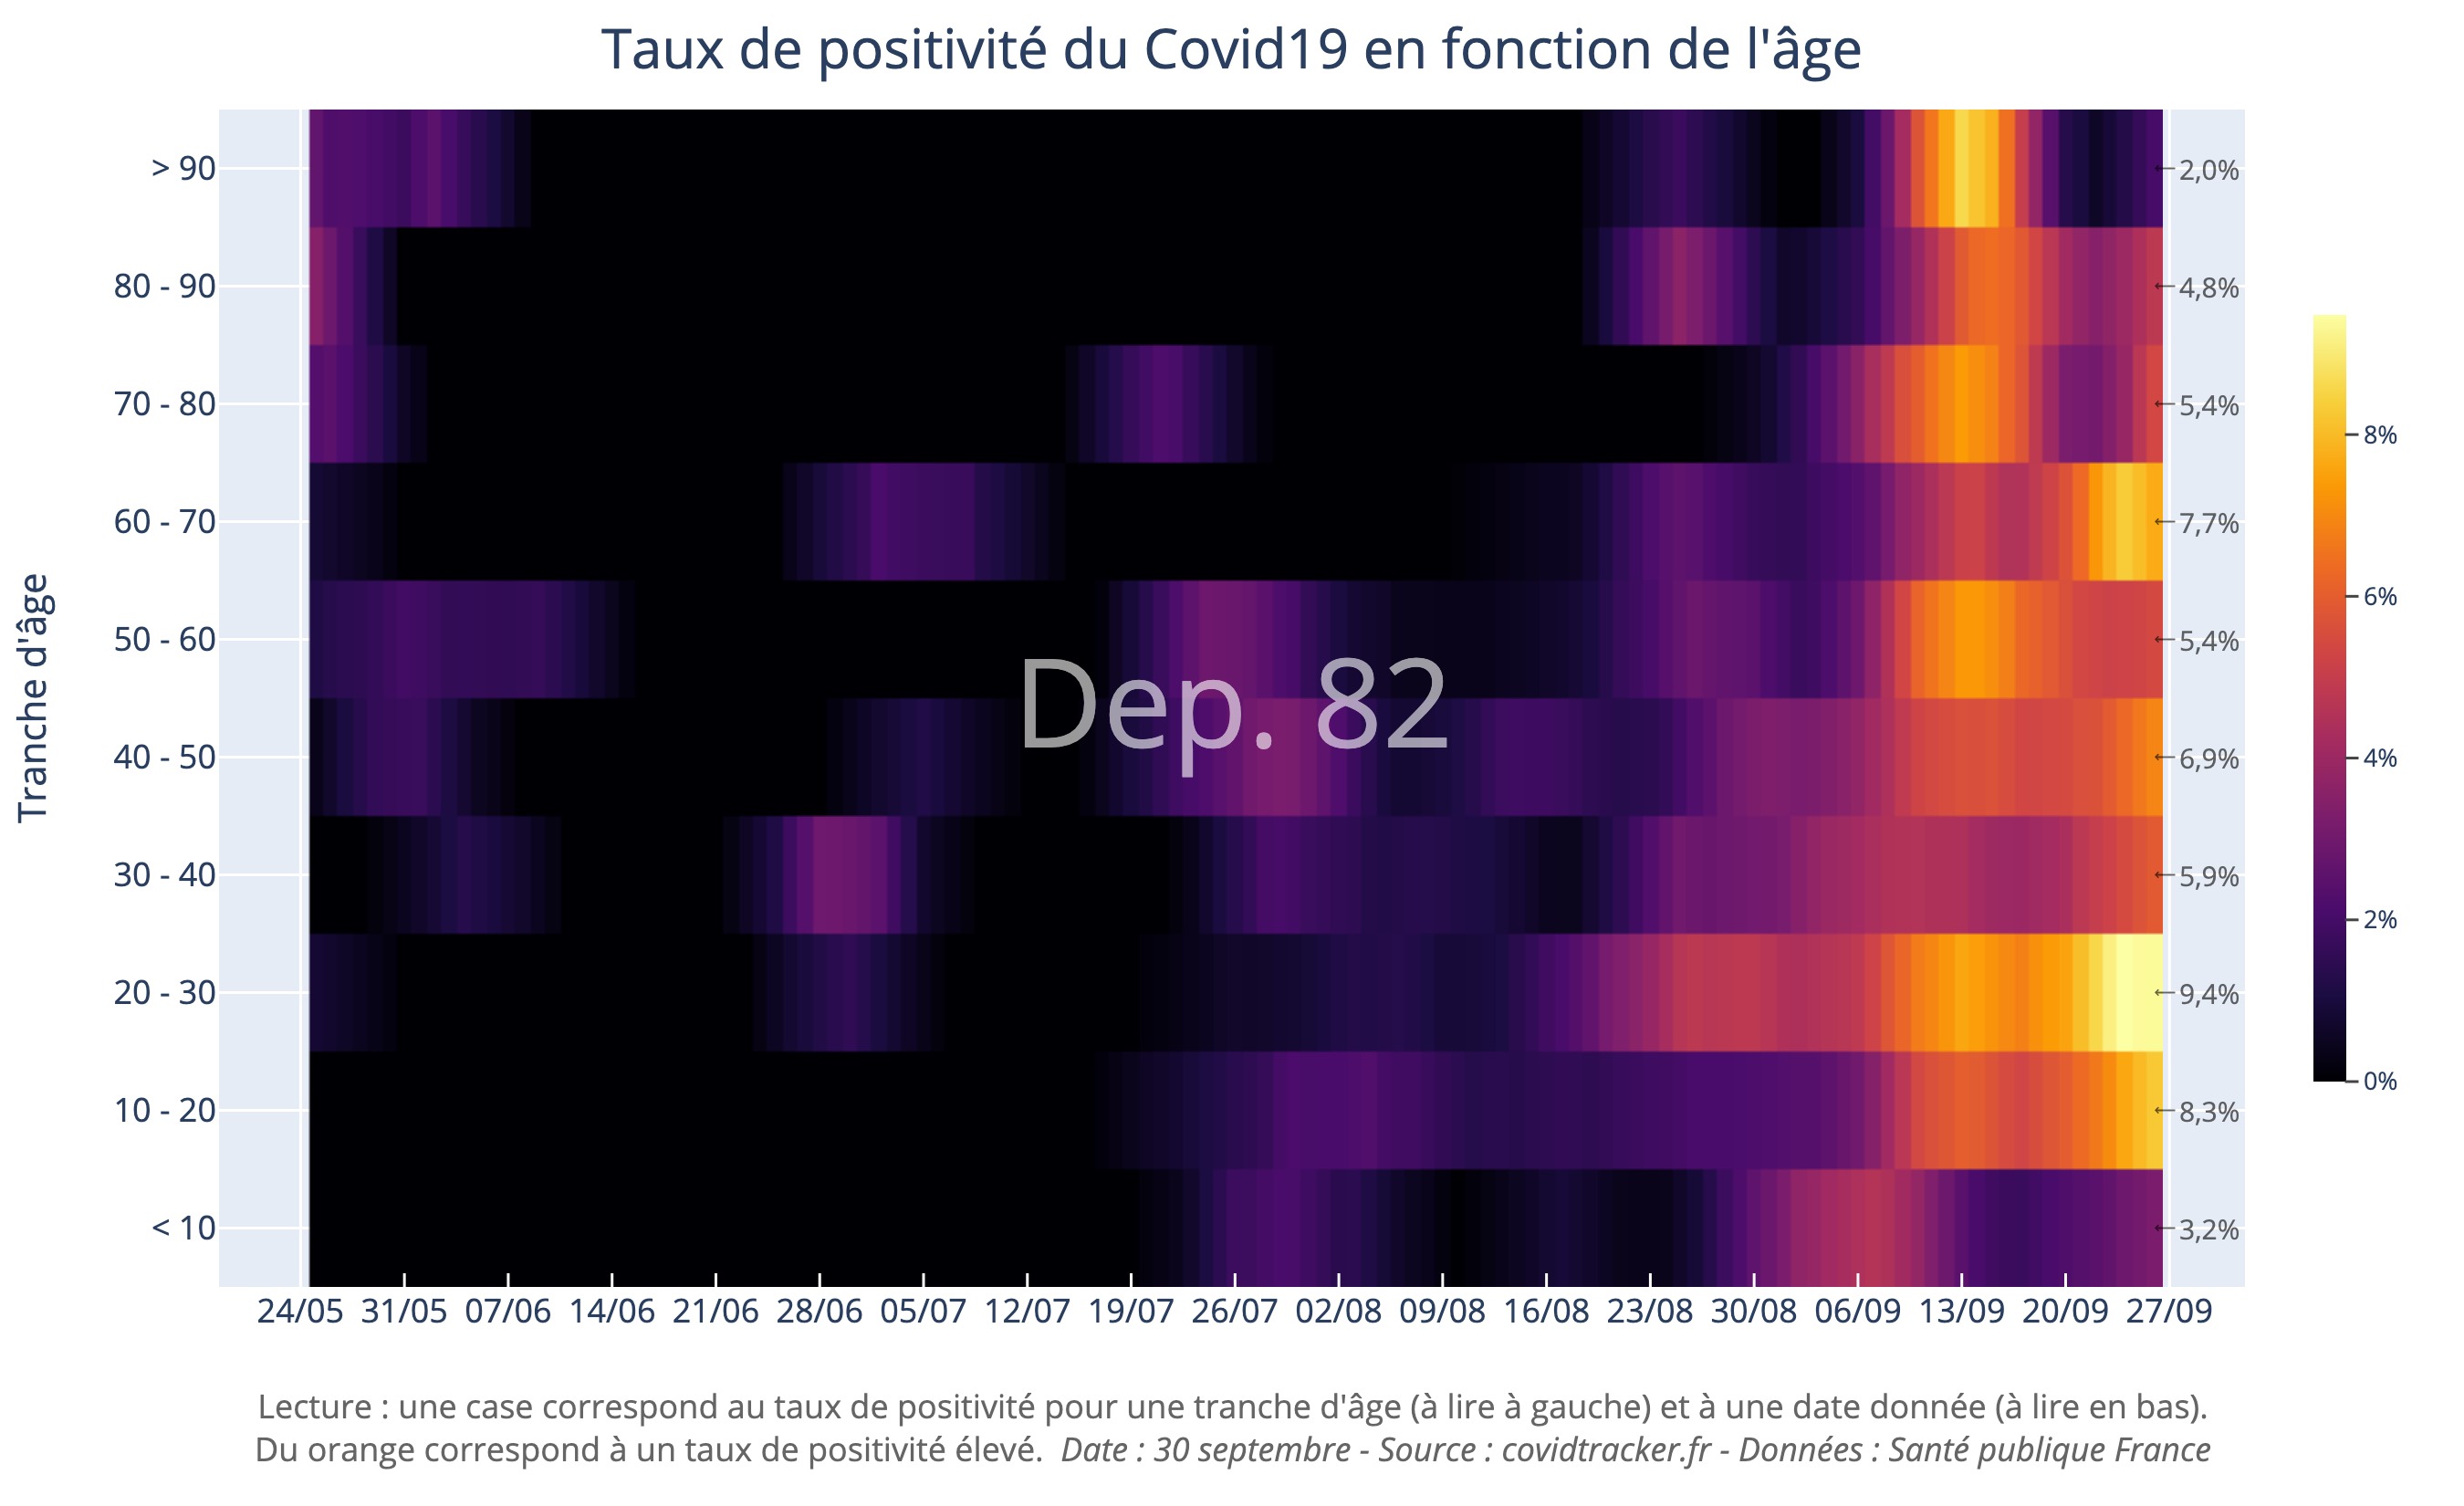 Taux de positivité du Covid19 en fonction de l'âge
Tranche d'âge
> 90
80 - 90
70 - 80
60 - 70
50 - 60
40 - 50
30 - 40
20 - 30
10 - 20
< 10
Dep. 82
2,0%
4,8%
5,4%
7,7%
5,4%
6,9%
5,9%
9,4%
8,3%
3,2%
8%
6%
4%
2%
0%
24/05 31/05 07/06 14/06 21/06 28/06 05/07 12/07 19/07 26/07 02/08 09/08 16/08 23/08 30/08 06/09 13/09 20/09 27/09
Lecture : une case correspond au taux de positivité pour une tranche d'âge (à lire à gauche) et à une date donnée (à lire en bas).
Du orange correspond à un taux de positivité élevé. Date : 30 septembre - Source : covidtracker.fr - Données : Santé publique France